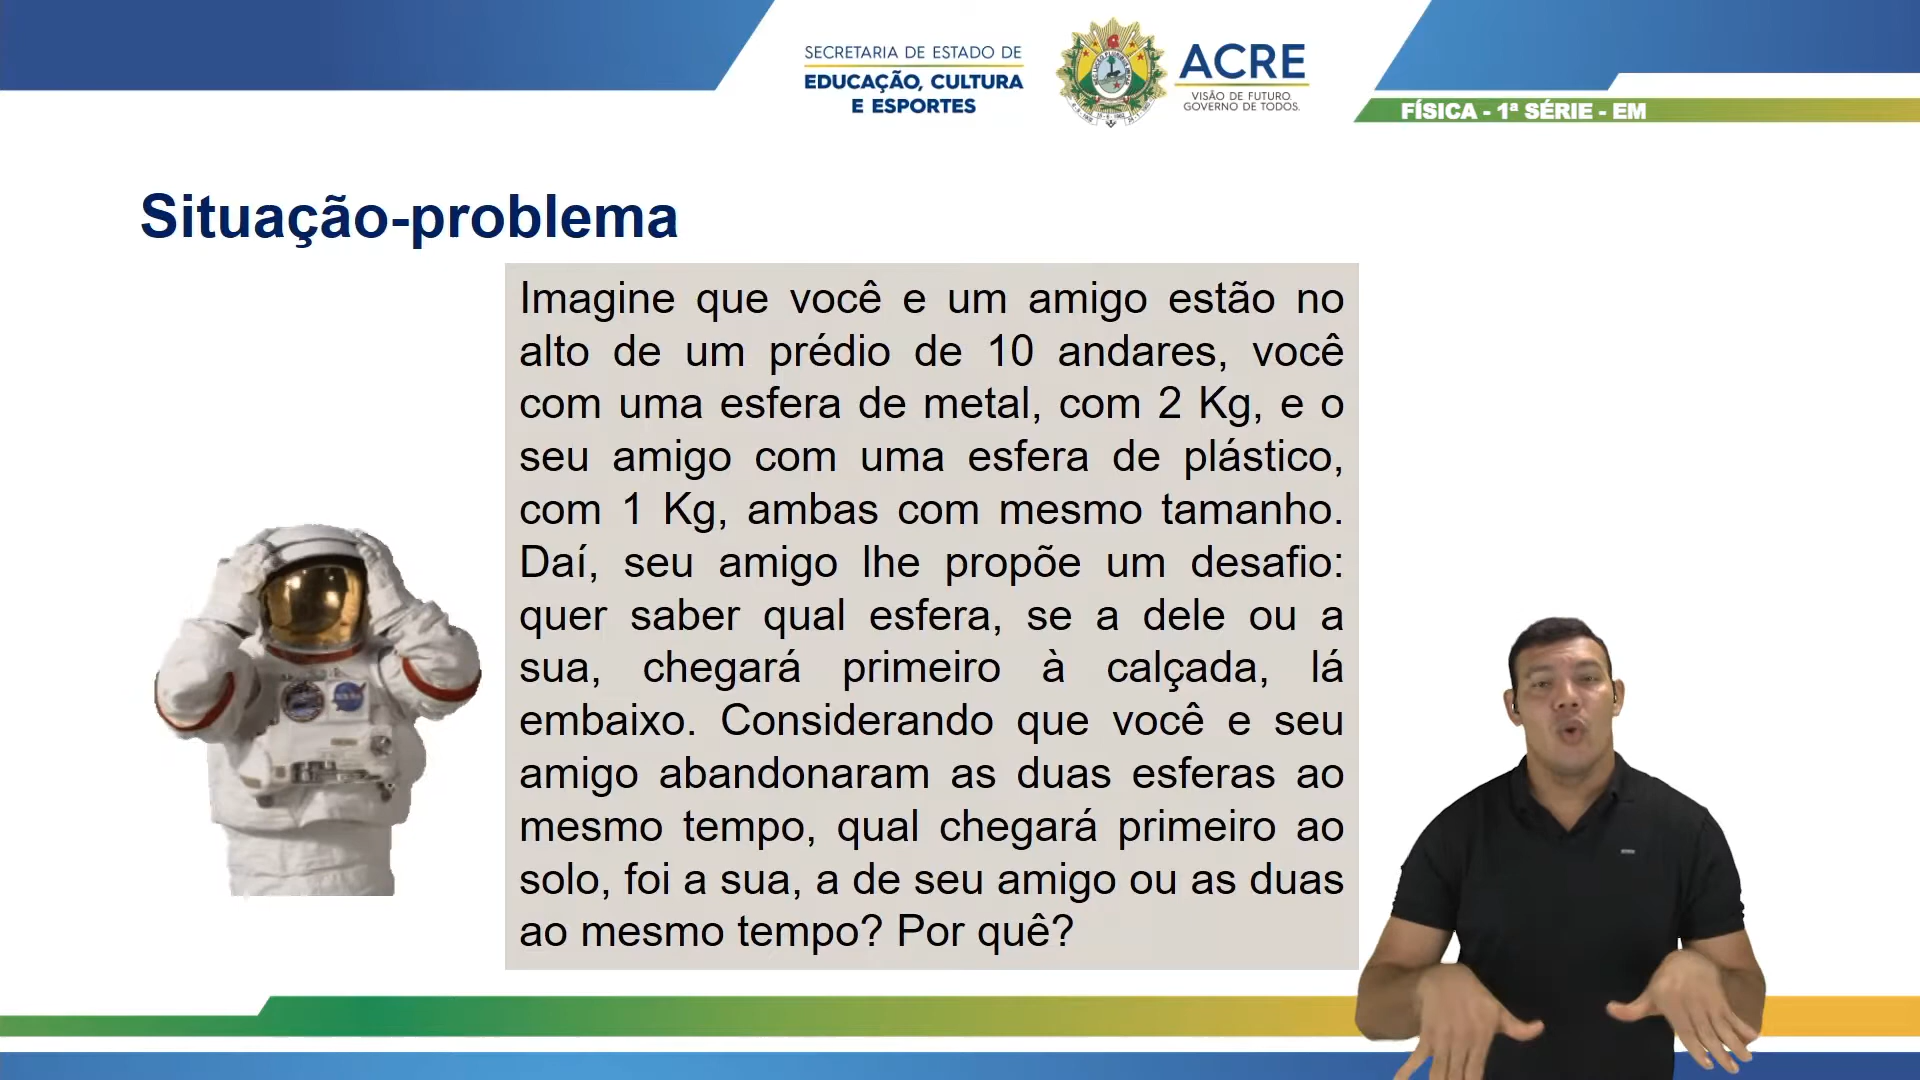 SECRETARIA DE ESTADO DE
EDUCAÇÃO, CULTURA
E ESPORTES
ACRE
VISÃO DE FUTURO.
GOVERNO DE TODOS.
FÍSICA - 1ª SÉRIE - EM
Situação-problema
Imagine que você e um amigo estão no
alto de um prédio de 10 andares, você
com uma esfera de metal, com 2 Kg, e o
seu amigo com uma esfera de plástico,
com 1 Kg, ambas com mesmo tamanho.
Daí, seu amigo lhe propõe um desafio:
quer saber qual esfera, se a dele ou a
sua, chegará primeiro à calçada, lá
embaixo. Considerando que você e seu
amigo abandonaram as duas esferas ao
mesmo tempo, qual chegará primeiro ao
solo, foi a sua, a de seu amigo ou as duas
ao mesmo tempo? Por quê?